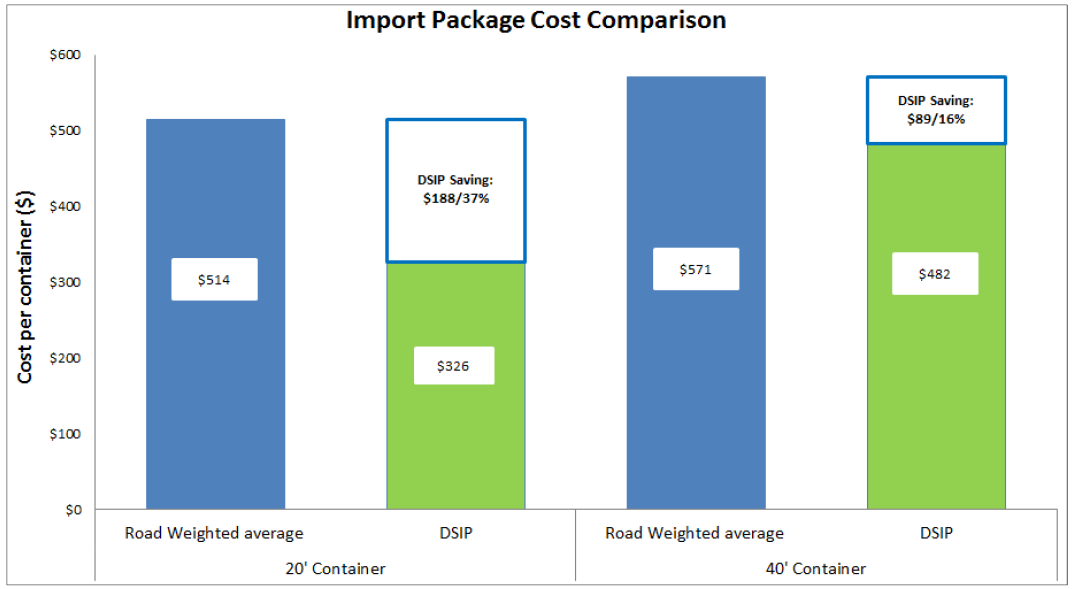 Import Package Cost Comparison
Cost per container ($)
$600
$500
$400
$300
$200
$100
$0
$514
DSIP Saving:
$188/37%
$326
$571
DSIP Saving:
$89/16%
$482
Road Weighted average
DSIP
Road Weighted average
DSIP
20' Container
40' Container